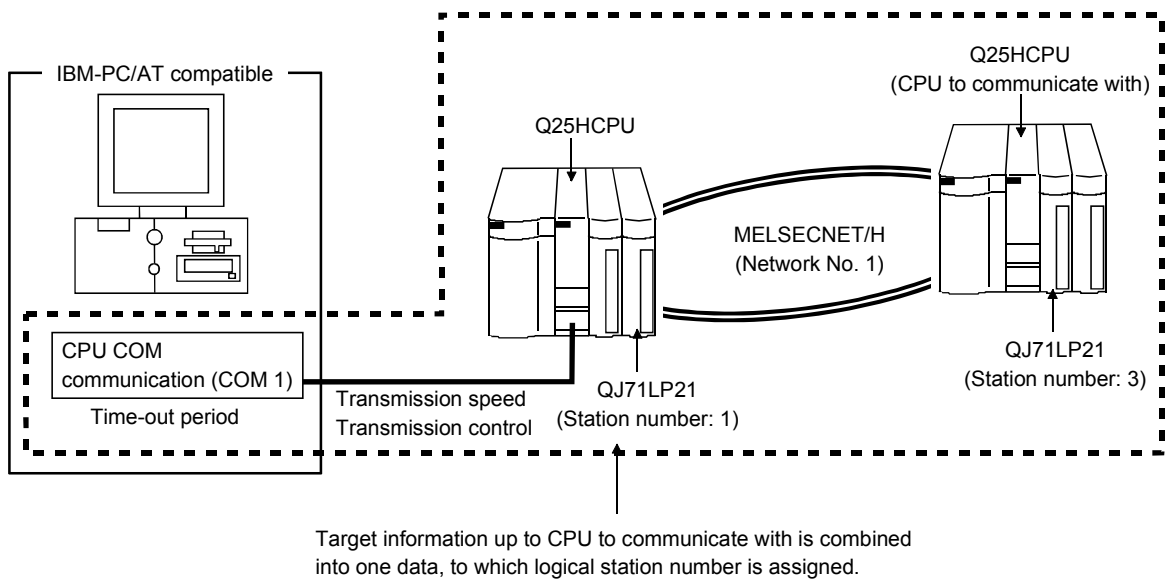 IBM-PC/AT compatible
Q25HCPU
(CPU to communicate with)
Q25HCPU
MELSECNET/H
(Network No. 1)
CPU COM
communication (COM 1)
Time-out period
Transmission speed
Transmission control
QJ71LP21
(Station number: 1)
QJ71LP21
(Station number: 3)
Target information up to CPU to communicate with is combined
into one data, to which logical station number is assigned.